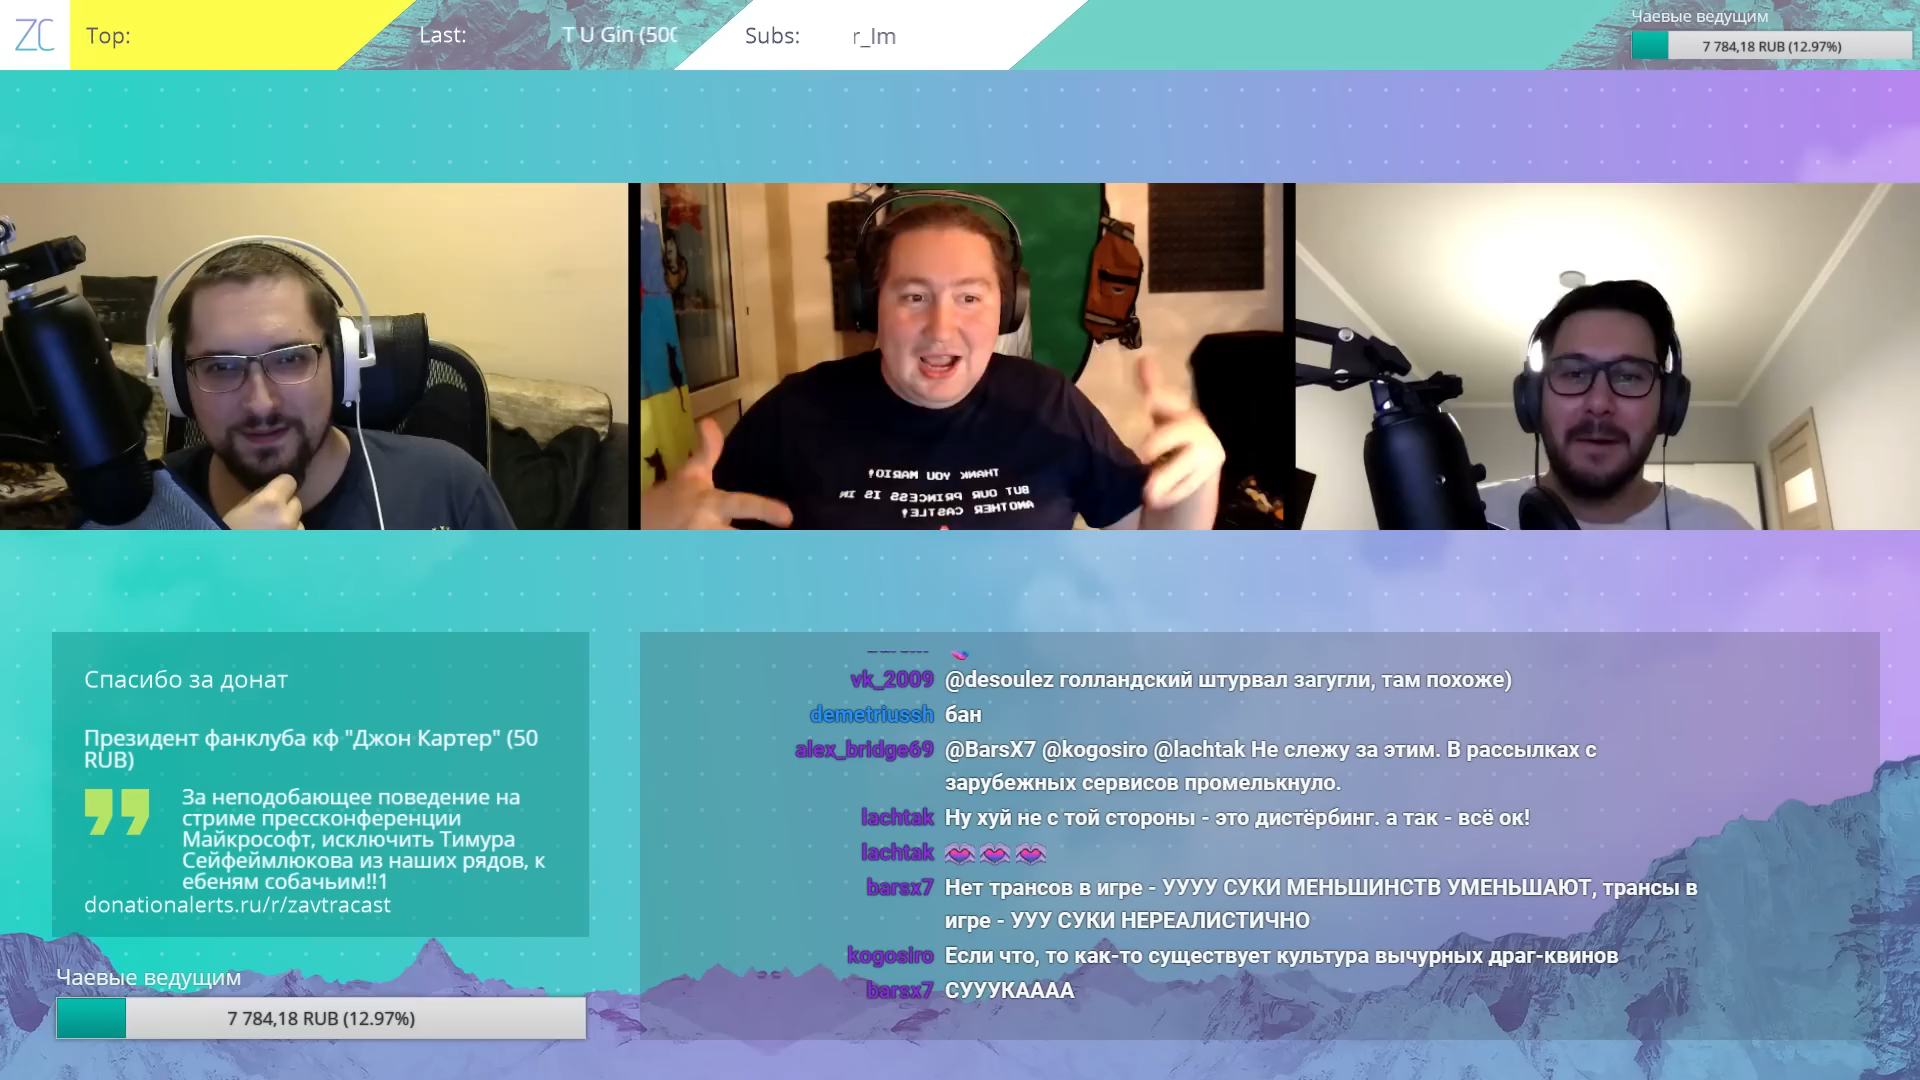 ZC
Top:
Last:
T U Gin (500
Subs:
r_lm
Чаевые ведущим
7 784,18 RUB (12.97%)
THANK YOU MARIO!
BUT OUR PRINCESS IS IN
ANOTHER CASTLE!
Спасибо за донат
Президент фанклуба кф "Джон Картер" (50
RUB)
За неподобающее поведение на
стриме прессконференции
Майкрософт, исключить Тимура
Сейфеймлюкова из наших рядов, к
ебеням собачьим!!1
donationalerts.ru/r/zavtracast
Чаевые ведущим
7 784,18 RUB (12.97%)
vk_2009 @desoulez голландский штурвал загугли, там похоже)
demetriussh бан
alex_bridge69 @BarsX7 @kogosiro @lachtak Не слежу за этим. В рассылках с
зарубежных сервисов промелькнуло.
lachtak Ну хуй не с той стороны - это дистёрбинг. а так - всё ок!
lachtak
barsx7 Нет трансов в игре - УУУУ СУКИ МЕНЬШИНСТВ УМЕНЬШАЮТ, трансы в
игре - УУУ СУКИ НЕРЕАЛИСТИЧНО
kogosiro Если что, то как-то существует культура вычурных драг-квинов
barsx7 СУУУКАААА